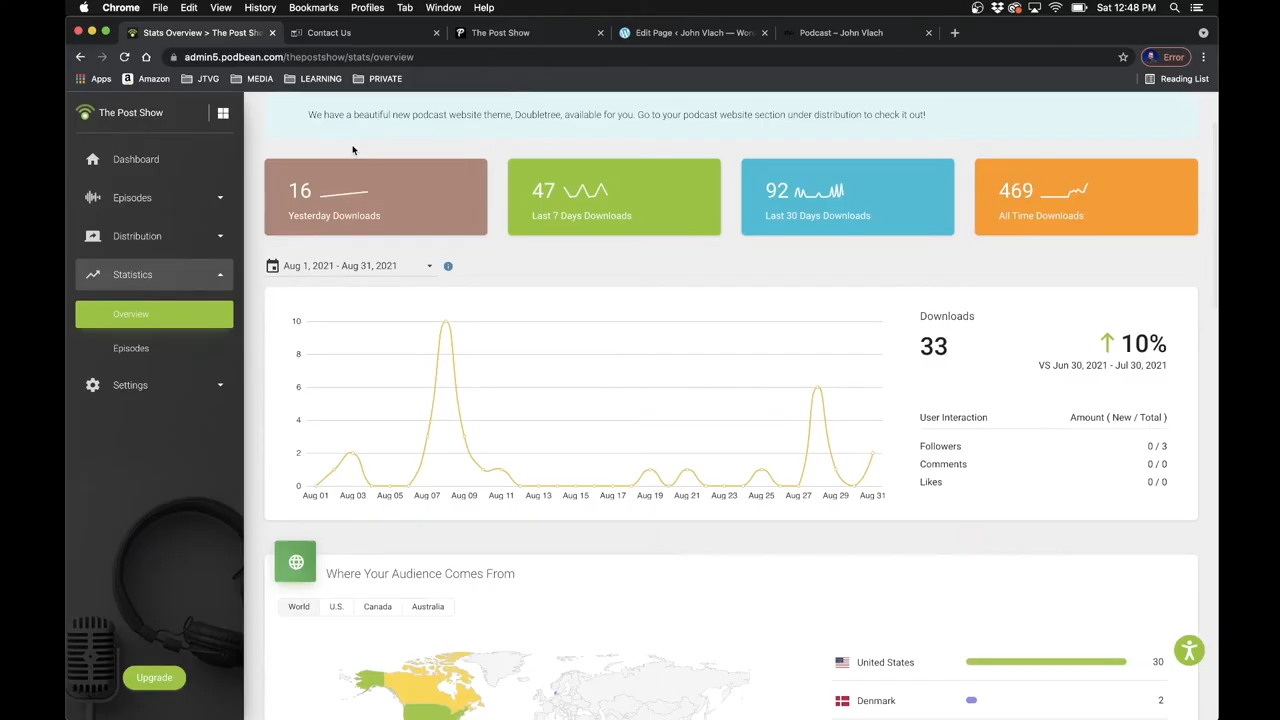 Chrome File Edit View History Bookmarks Profiles Tab Window Help Sat 12:48 PM
Stats Overview > The Post Sh Contact Us The Post Show Edit Page ‹ John Vlach — Wor Podcast – John Vlach
admin5.podbean.com/thepostshow/stats/overview Error
Apps Amazon JTVG MEDIA LEARNING PRIVATE Reading List
The Post Show
Dashboard
Episodes
Distribution
Statistics
Overview
Episodes
Settings
Upgrade
We have a beautiful new podcast website theme, Doubletree, available for you. Go to your podcast website section under distribution to check it out!
16
Yesterday Downloads
47
Last 7 Days Downloads
92
Last 30 Days Downloads
469
All Time Downloads
Aug 1, 2021 - Aug 31, 2021
10
8
6
4
2
0
Aug 01 Aug 03 Aug 05 Aug 07 Aug 09 Aug 11 Aug 13 Aug 15 Aug 17 Aug 19 Aug 21 Aug 23 Aug 25 Aug 27 Aug 29 Aug 31
Downloads
33
10%
VS Jun 30, 2021 - Jul 30, 2021
User Interaction Amount ( New / Total )
Followers 0 / 3
Comments 0 / 0
Likes 0 / 0
Where Your Audience Comes From
World U.S. Canada Australia
United States 30
Denmark 2